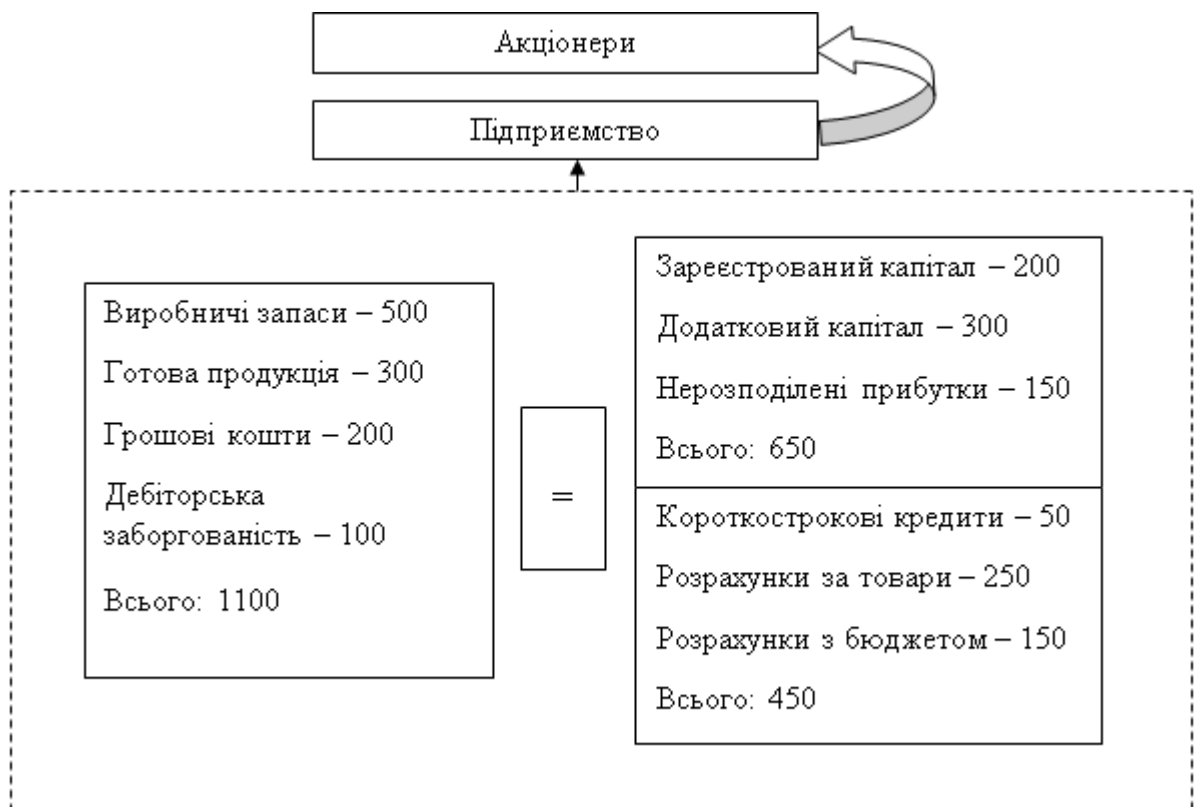 Акціонери
Підприємство
Виробничі запаси – 500
Готова продукція – 300
Грошові кошти – 200
Дебіторська
заборгованість – 100
Всього: 1100
=
Зареєстрований капітал – 200
Додатковий капітал – 300
Нерозподілені прибутки – 150
Всього: 650
Короткострокові кредити – 50
Розрахунки за товари – 250
Розрахунки з бюджетом – 150
Всього: 450